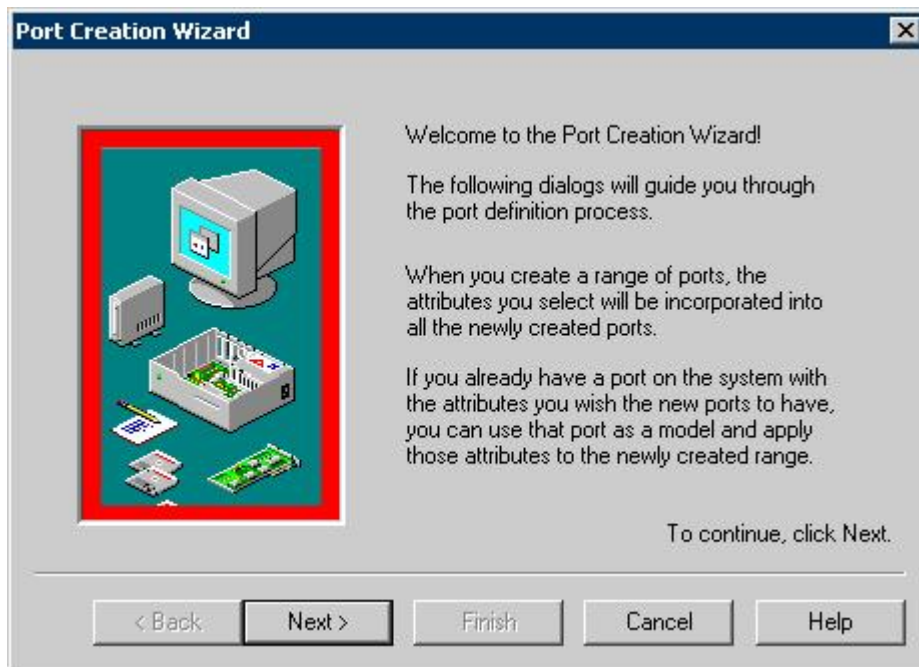 Port Creation Wizard
Welcome to the Port Creation Wizard!
The following dialogs will guide you through
the port definition process.
When you create a range of ports, the
attributes you select will be incorporated into
all the newly created ports.
If you already have a port on the system with
the attributes you wish the new ports to have,
you can use that port as a model and apply
those attributes to the newly created range.
To continue, click Next.
< Back
Next >
Finish
Cancel
Help